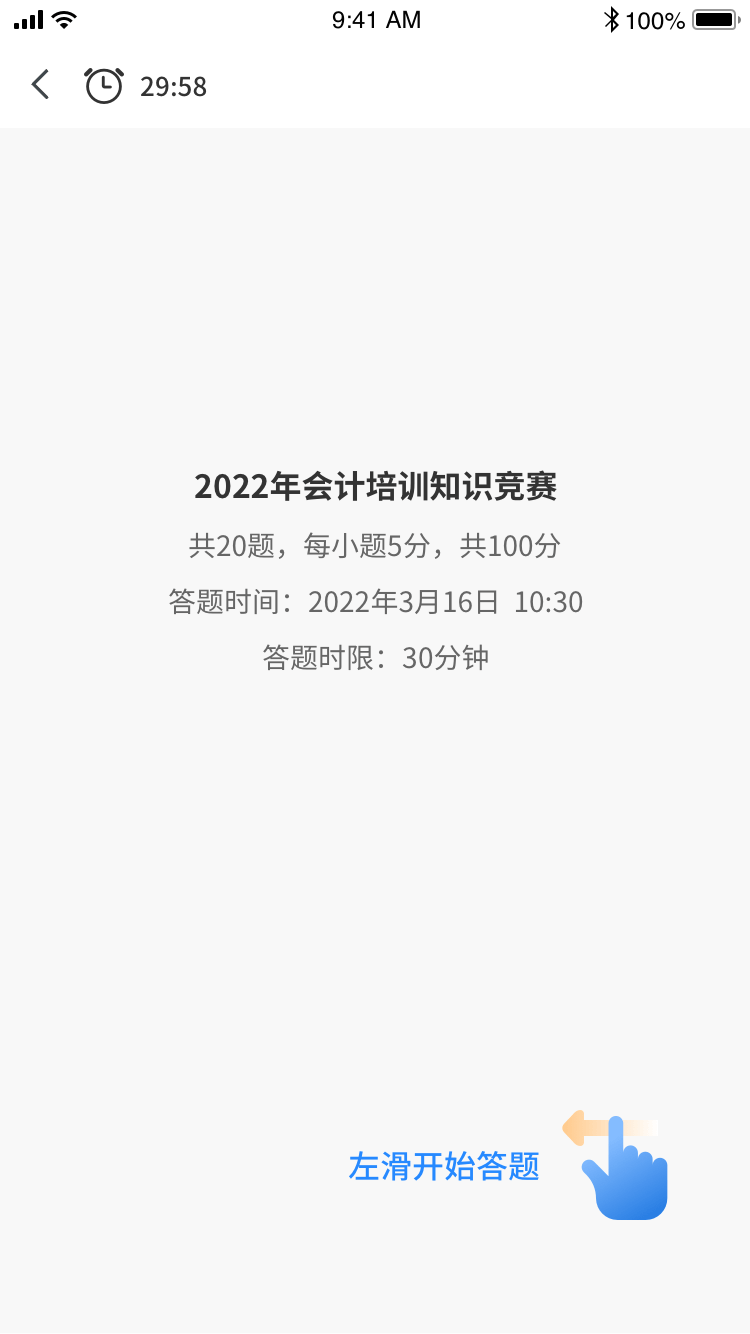 9:41 AM 100%
29:58
2022年会计培训知识竞赛
共20题，每小题5分，共100分
答题时间：2022年3月16日 10:30
答题时限：30分钟
左滑开始答题